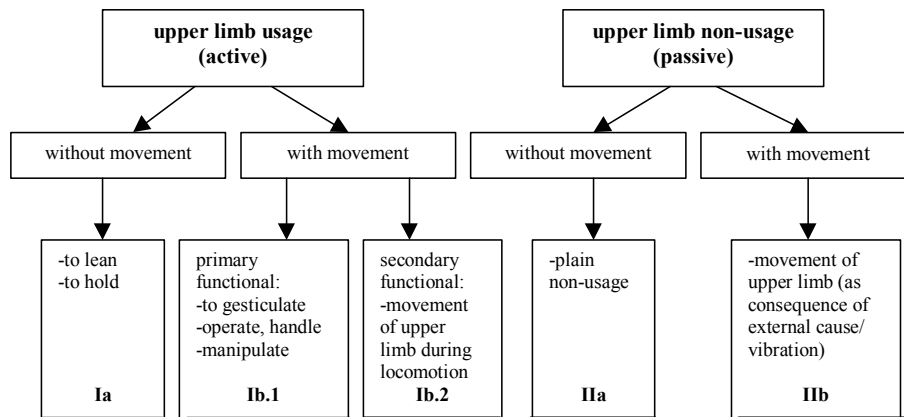 upper limb usage
(active)
upper limb non-usage
(passive)
without movement
with movement
without movement
with movement
-to lean
-to hold
Ia
primary
functional:
-to gesticulate
-operate, handle
-manipulate
Ib.1
secondary
functional:
-movement
of upper
limb during
locomotion
Ib.2
-plain
non-usage
IIa
-movement of
upper limb (as
consequence of
external cause/
vibration)
IIb